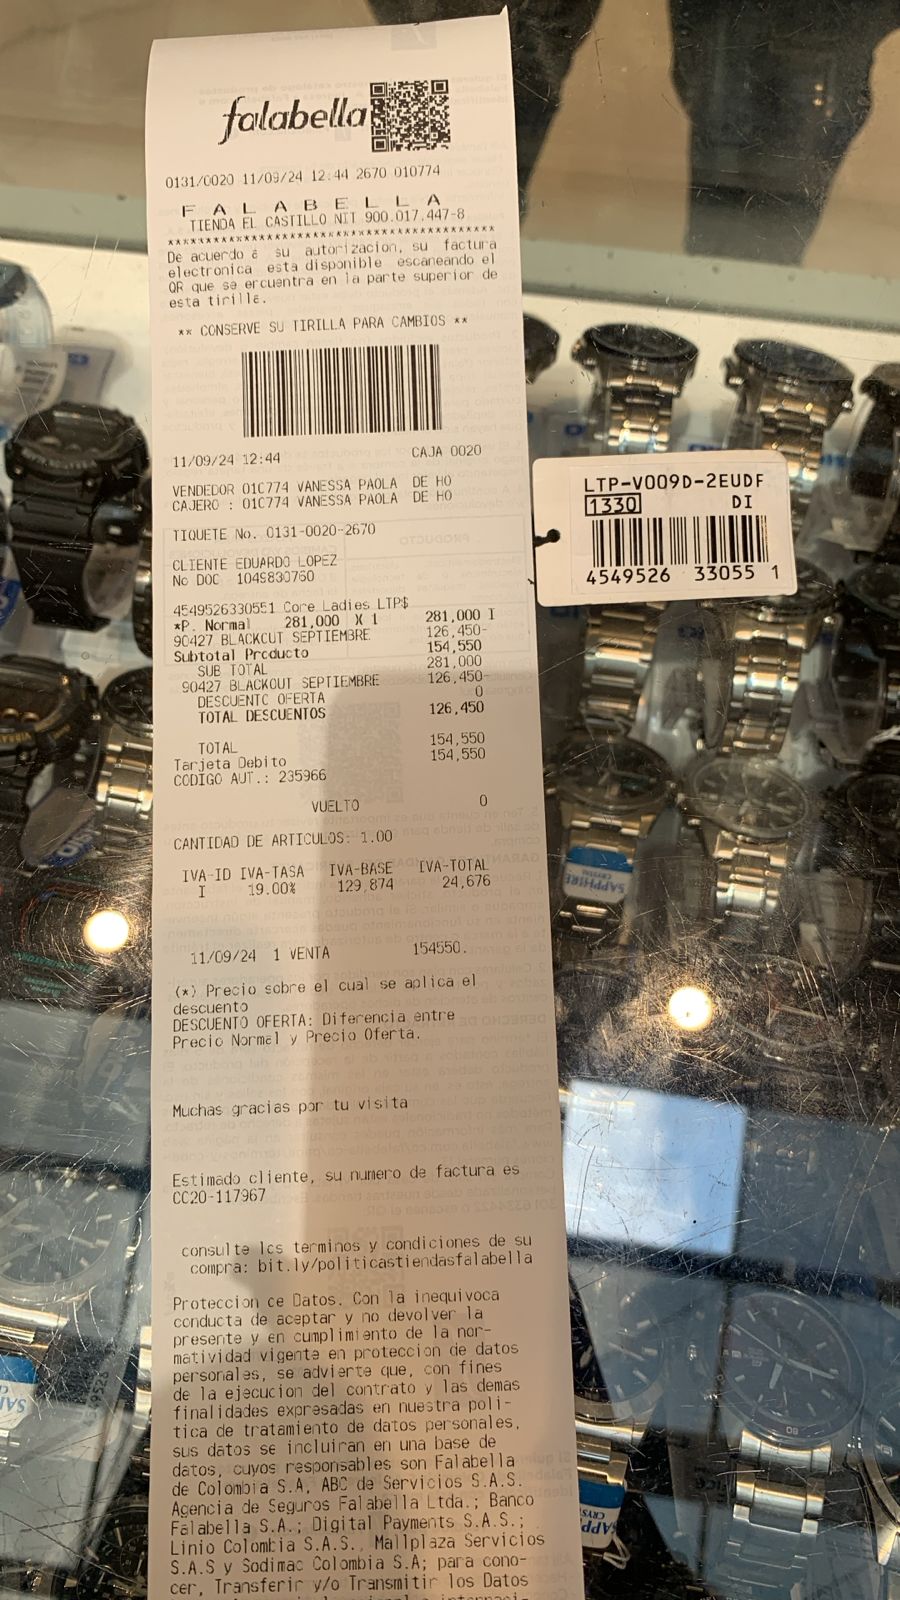 falabella
0131/0020 11/09/24 12:44 2670 010774
F A L A B E L L A
TIENDA EL CASTILLO NIT 900.017.447-8
****************************************
De acuerdo a su autorizacion, su factura
electronica esta disponible escaneando el
QR que se encuentra en la parte superior de
esta tirilla.
** CONSERVE SU TIRILLA PARA CAMBIOS **
11/09/24 12:44 CAJA 0020
VENDEDOR 010774 VANESSA PAOLA DE HO
CAJERO : 010774 VANESSA PAOLA DE HO
TIQUETE No. 0131-0020-2670
CLIENTE EDUARDO LOPEZ
No DOC 1049830760
4549526330551 Core Ladies LTP$
*P. Normal 281,000 X 1 281,000 I
90427 BLACKOUT SEPTIEMBRE 126,450-
Subtotal Producto 154,550
SUB TOTAL 281,000
90427 BLACKOUT SEPTIEMBRE 126,450-
DESCUENTO OFERTA 0
TOTAL DESCUENTOS 126,450
TOTAL 154,550
Tarjeta Debito 154,550
CODIGO AUT.: 235966
VUELTO 0
CANTIDAD DE ARTICULOS: 1.00
IVA-ID IVA-TASA IVA-BASE IVA-TOTAL
I 19.00% 129,874 24,676
11/09/24 1 VENTA 154550.
(*) Precio sobre el cual se aplica el
descuento
DESCUENTO OFERTA: Diferencia entre
Precio Normal y Precio Oferta.
Muchas gracias por tu visita
Estimado cliente, su numero de factura es
CC20-117967
consulte los terminos y condiciones de su
compra: bit.ly/politicastiendasfalabella
Proteccion de Datos. Con la inequivoca
conducta de aceptar y no devolver la
presente y en cumplimiento de la nor-
matividad vigente en proteccion de datos
personales, se advierte que, con fines
de la ejecucion del contrato y las demas
finalidades expresadas en nuestra poli-
tica de tratamiento de datos personales,
sus datos se incluiran en una base de
datos, cuyos responsables son Falabella
de Colombia S.A, ABC de Servicios S.A.S.
Agencia de Seguros Falabella Ltda.; Banco
Falabella S.A.; Digital Payments S.A.S.;
Linio Colombia S.A.S., Mallplaza Servicios
S.A.S y Sodimac Colombia S.A; para cono-
cer, Transferir y/o Transmitir los Datos
LTP-V009D-2EUDF
1330 DI
4549526 33055 1
SAPPHIRE
CRYSTAL